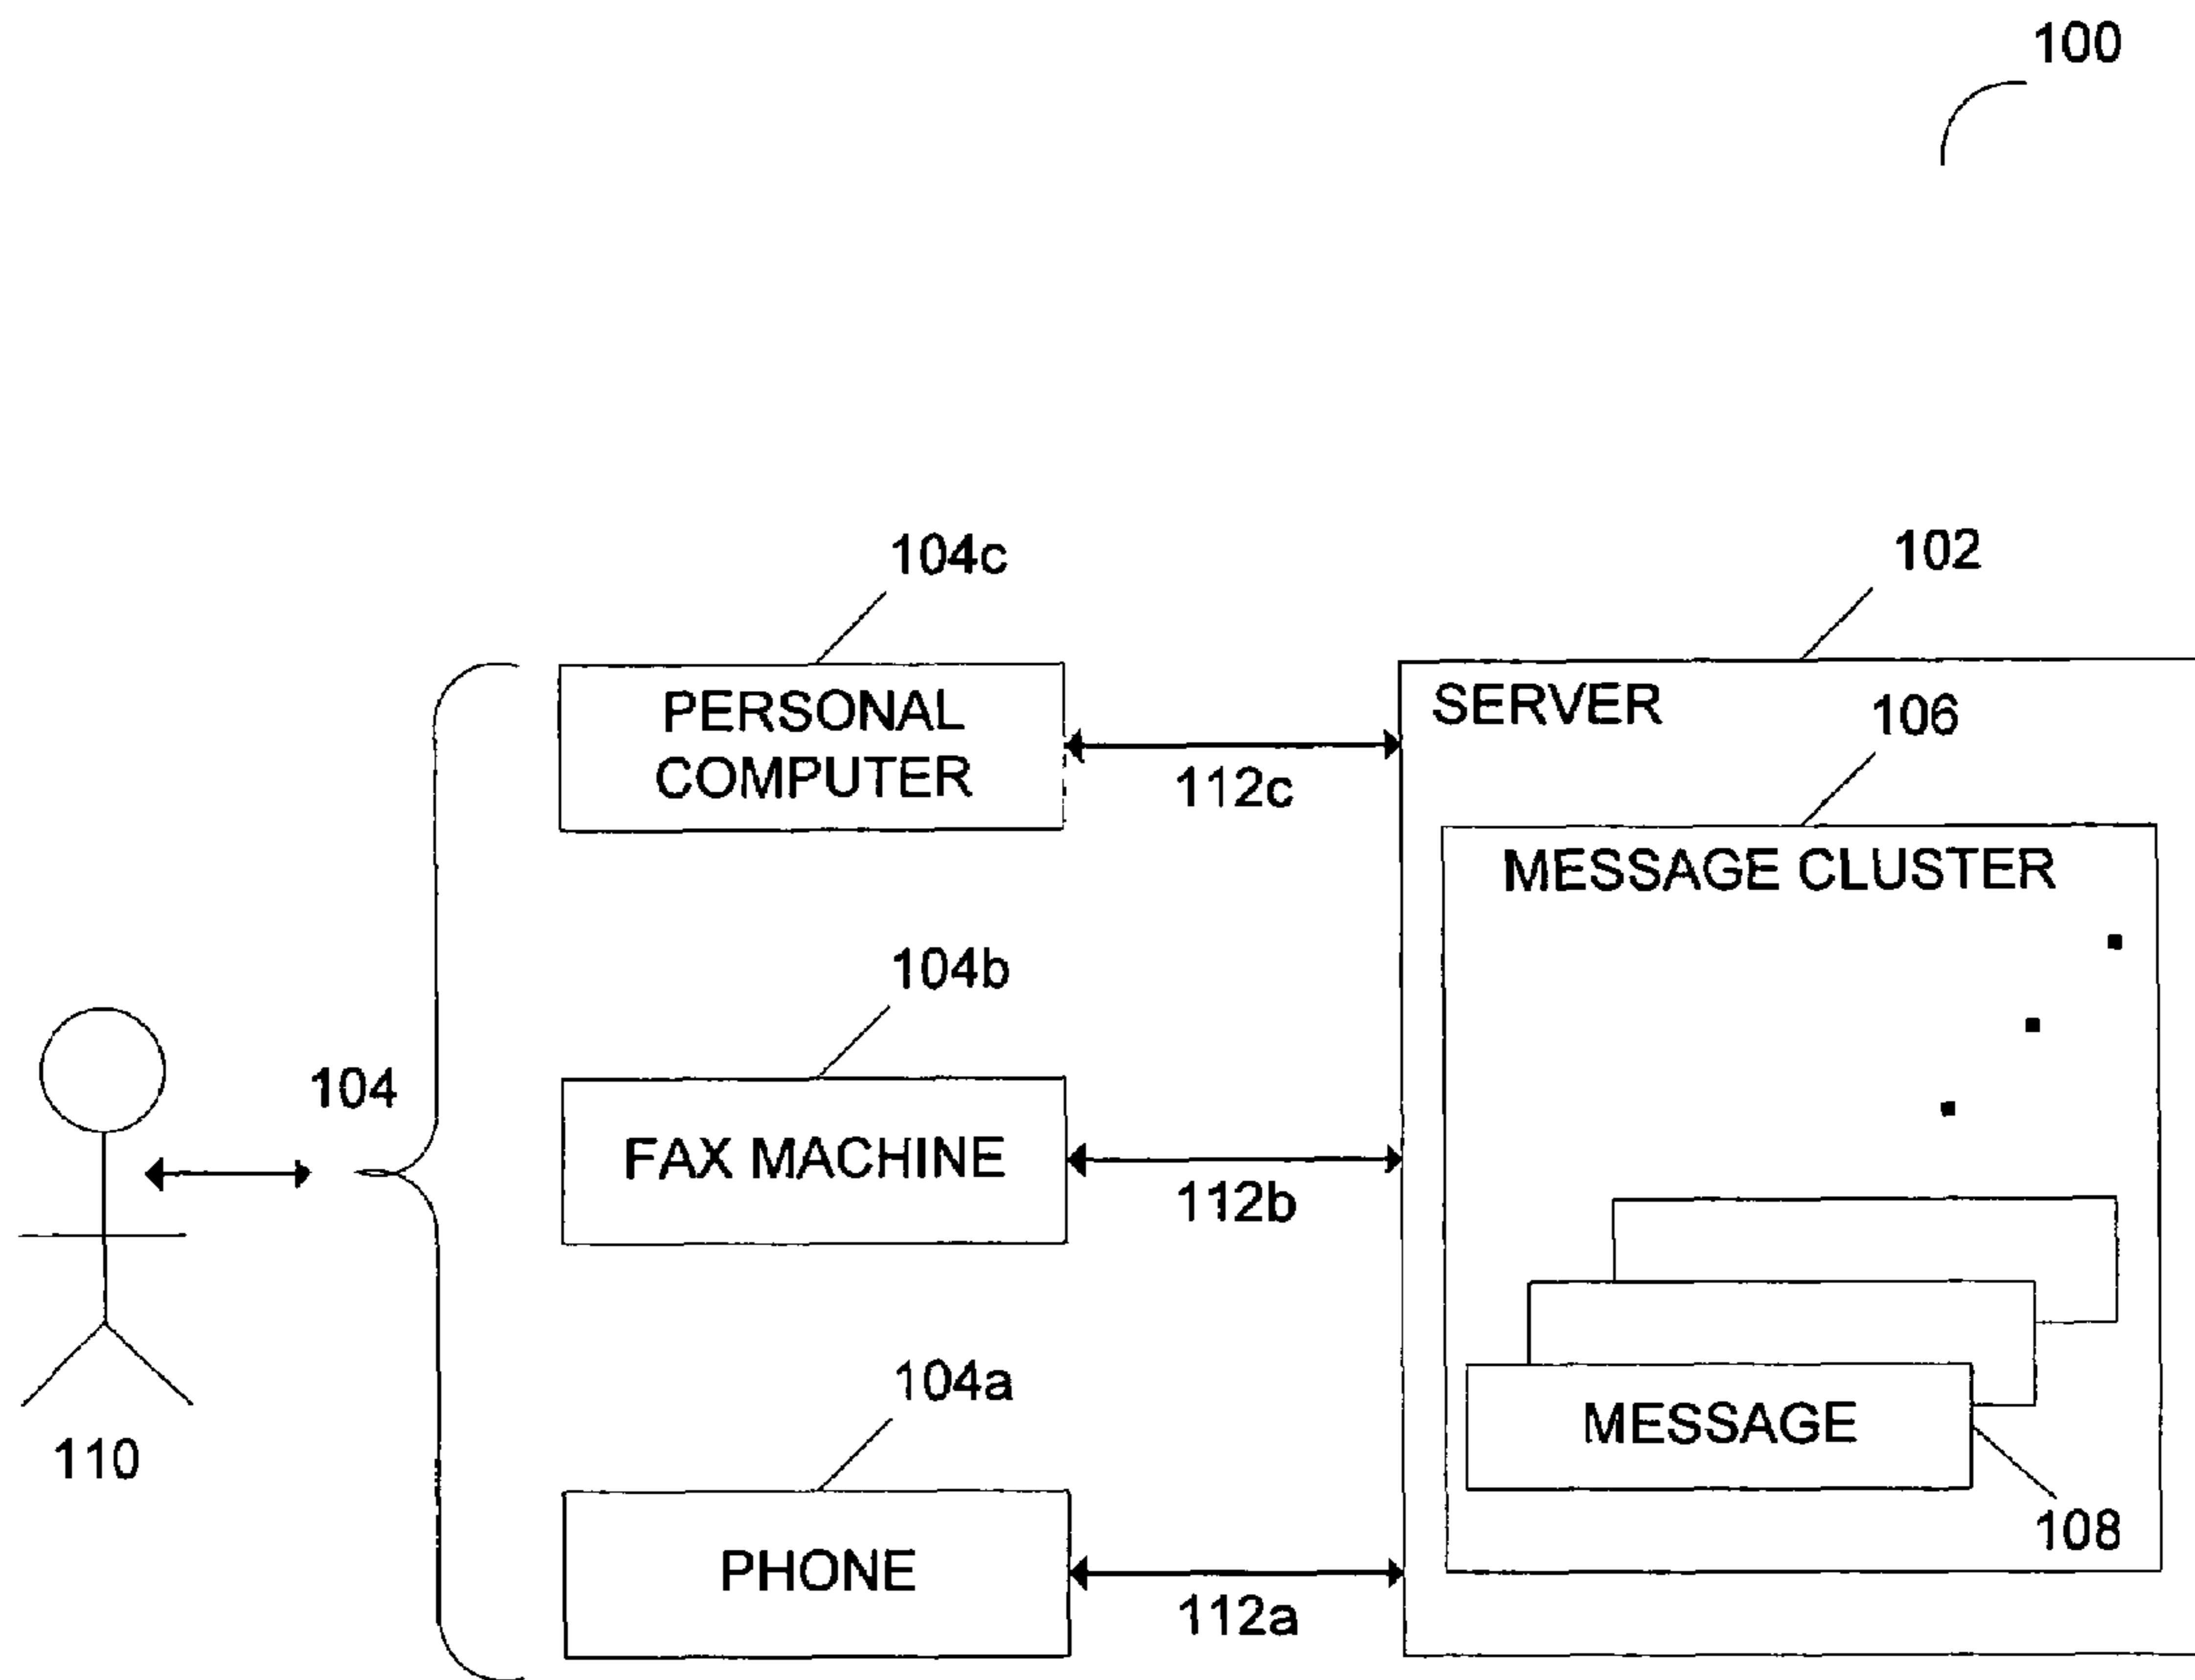 100
104c
102
PERSONAL
COMPUTER
SERVER
106
112c
MESSAGE CLUSTER
104b
104
FAX MACHINE
112b
104a
MESSAGE
110
108
PHONE
112a